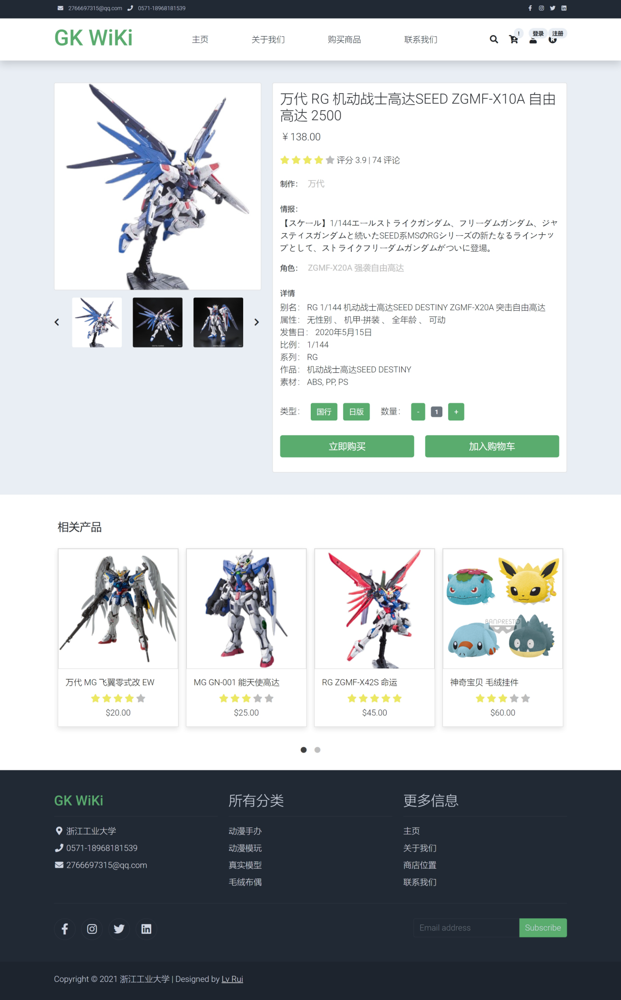 2766697315@qq.com 0571-18968181539
GK WiKi
主页 关于我们 购买商品 联系我们
! 登录 注册
万代 RG 机动战士高达SEED ZGMF-X10A 自由
高达 2500
￥138.00
评分 3.9 | 74 评论
制作： 万代
情报：
【スケール】1/144エールストライクガンダム、フリーダムガンダム、ジャ
スティスガンダムと続いたSEED系MSのRGシリーズの新たなるラインナッ
プとして、ストライクフリーダムガンダムがついに登場。
角色： ZGMF-X20A 强袭自由高达
详情
别名： RG 1/144 机动战士高达SEED DESTINY ZGMF-X20A 突击自由高达
属性： 无性别 、 机甲-拼装 、 全年龄 、 可动
发售日： 2020年5月15日
比例： 1/144
系列： RG
作品： 机动战士高达SEED DESTINY
素材： ABS, PP, PS
类型： 国行 日版 数量： - 1 +
立即购买 加入购物车
相关产品
BANPRESTO
万代 MG 飞翼零式改 EW MG GN-001 能天使高达 RG ZGMF-X42S 命运 神奇宝贝 毛绒挂件
$20.00 $25.00 $45.00 $60.00
GK WiKi 所有分类 更多信息
浙江工业大学 动漫手办 主页
0571-18968181539 动漫模玩 关于我们
2766697315@qq.com 真实模型 商店位置
毛绒布偶 联系我们
Email address Subscribe
Copyright © 2021 浙江工业大学 | Designed by Lv Rui